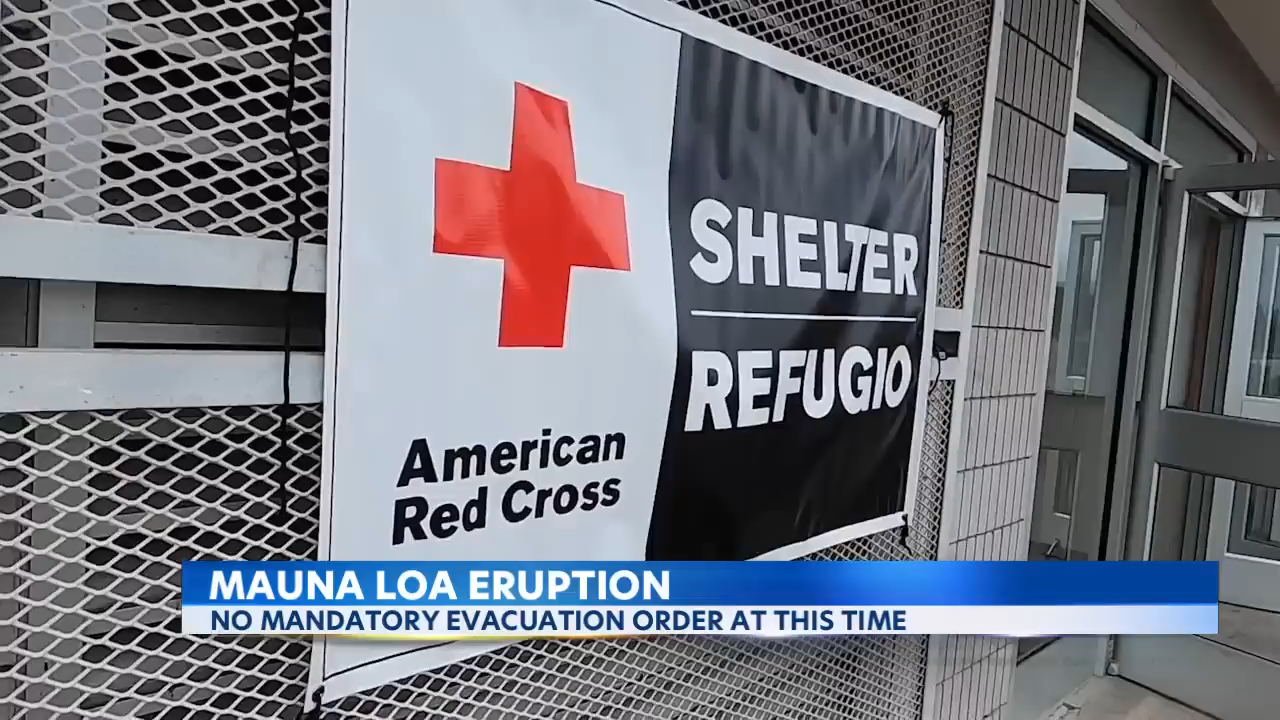 SHELTER
REFUGIO
American
Red Cross
MAUNA LOA ERUPTION
NO MANDATORY EVACUATION ORDER AT THIS TIME